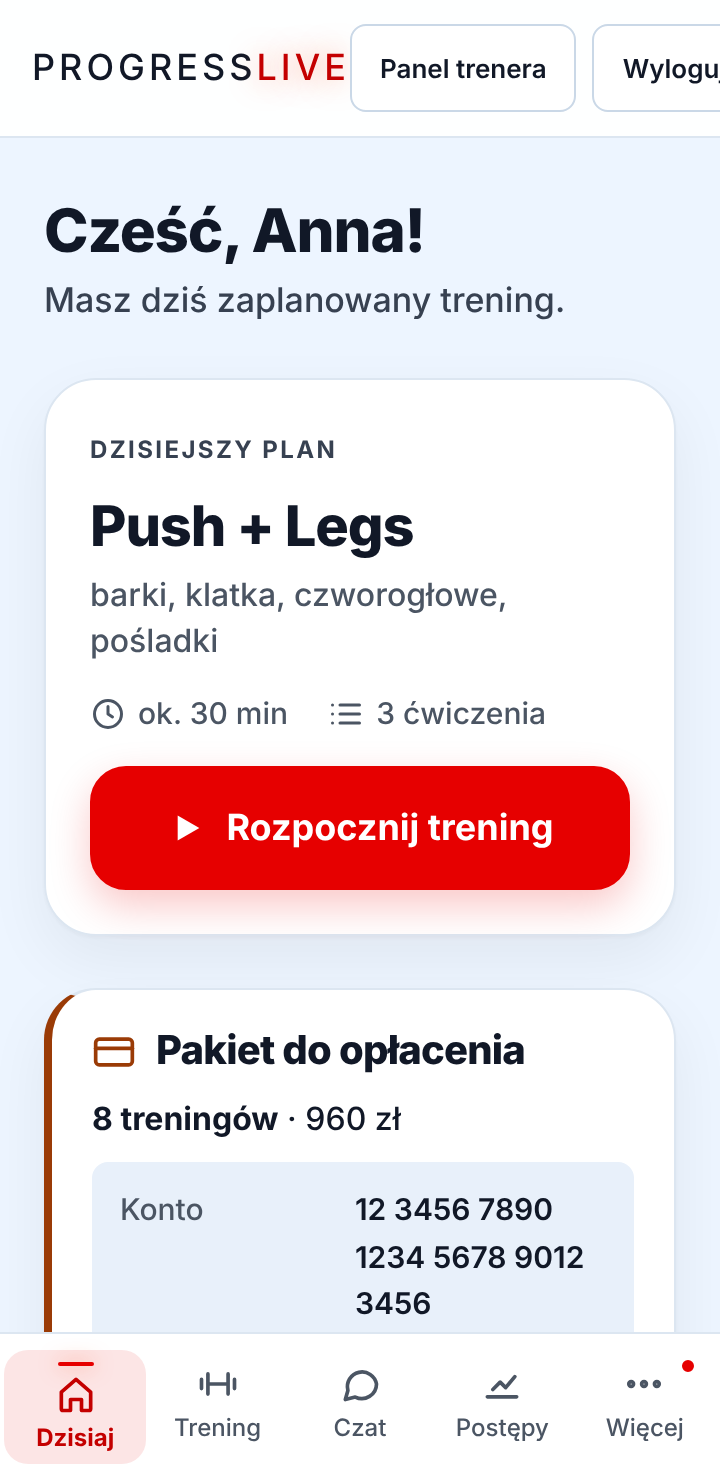 PROGRESSLIVE
Panel trenera
Wyloguj
Cześć, Anna!
Masz dziś zaplanowany trening.
DZISIEJSZY PLAN
Push + Legs
barki, klatka, czworogłowe,
pośladki
ok. 30 min
3 ćwiczenia
Rozpocznij trening
Pakiet do opłacenia
8 treningów · 960 zł
Konto
12 3456 7890
1234 5678 9012
3456
Dzisiaj
Trening
Czat
Postępy
Więcej